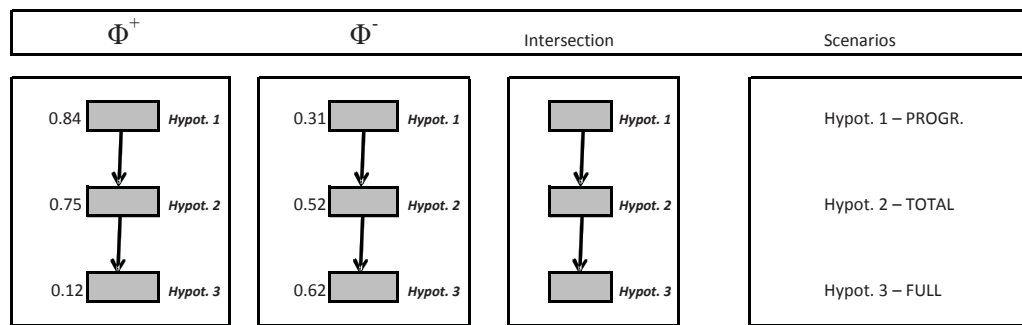 Φ+ Φ- Intersection Scenarios
0.84 Hypot. 1 0.31 Hypot. 1 Hypot. 1 Hypot. 1 – PROGR.
0.75 Hypot. 2 0.52 Hypot. 2 Hypot. 2 Hypot. 2 – TOTAL
0.12 Hypot. 3 0.62 Hypot. 3 Hypot. 3 Hypot. 3 – FULL